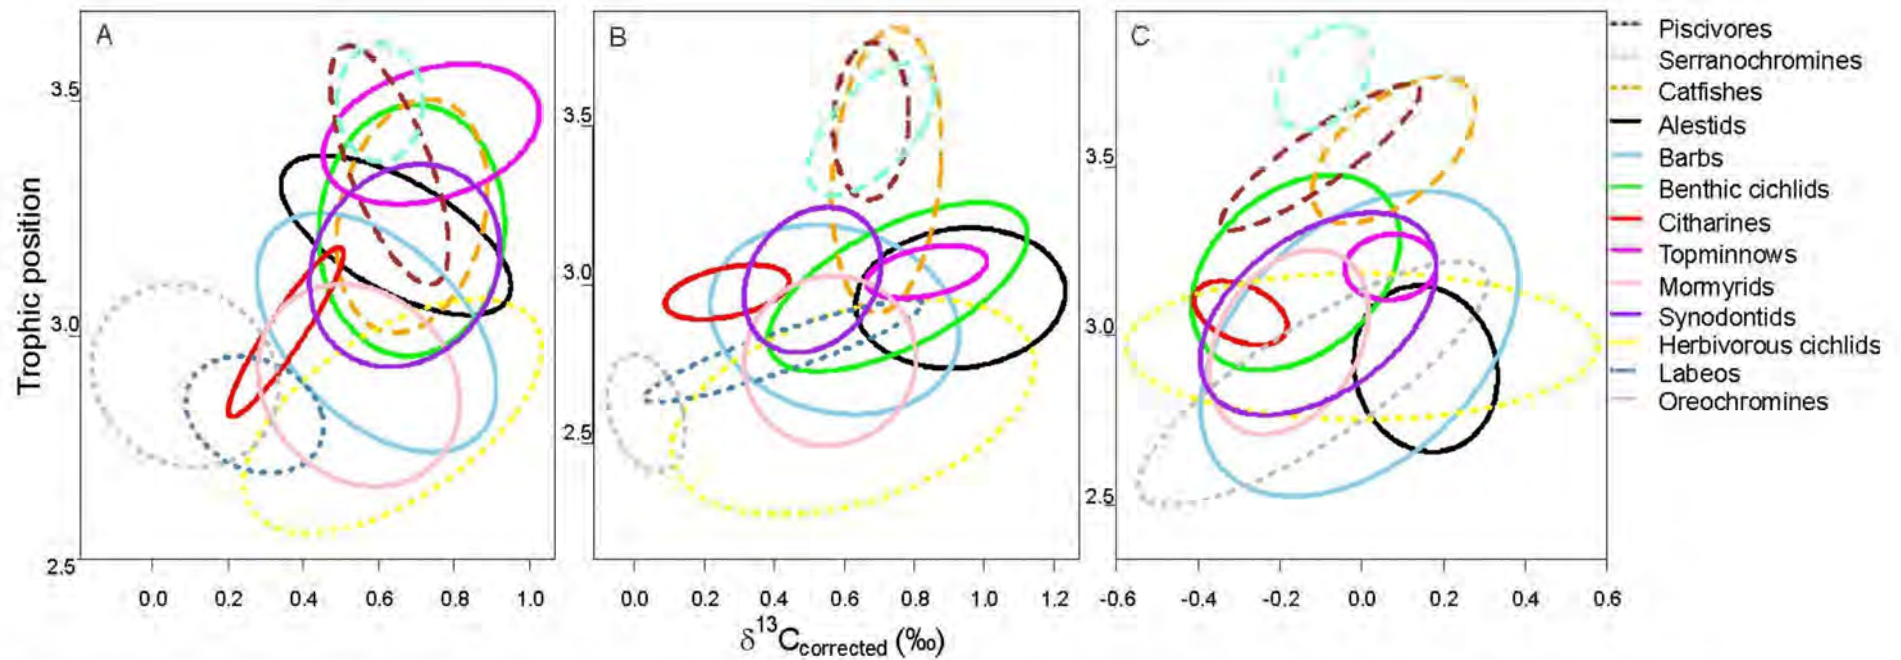 A
B
C
Trophic position
3.5
3.0
2.5
3.5
3.0
2.5
3.5
3.0
2.5
0.0 0.2 0.4 0.6 0.8 1.0
0.0 0.2 0.4 0.6 0.8 1.0 1.2
-0.6 -0.4 -0.2 0.0 0.2 0.4 0.6
δ¹³Ccorrected (‰)
Piscivores
Serranochromines
Catfishes
Alestids
Barbs
Benthic cichlids
Citharines
Topminnows
Mormyrids
Synodontids
Herbivorous cichlids
Labeos
Oreochromines